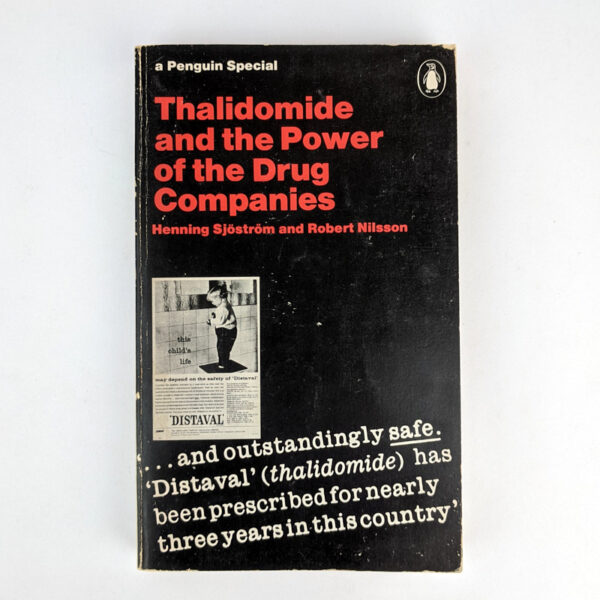 a Penguin Special
Thalidomide
and the Power
of the Drug
Companies
Henning Sjöström and Robert Nilsson
this
child's
life
may depend on the safety of 'Distaval'
'DISTAVAL'
...and outstandingly safe.
'Distaval' (thalidomide) has
been prescribed for nearly
three years in this country'